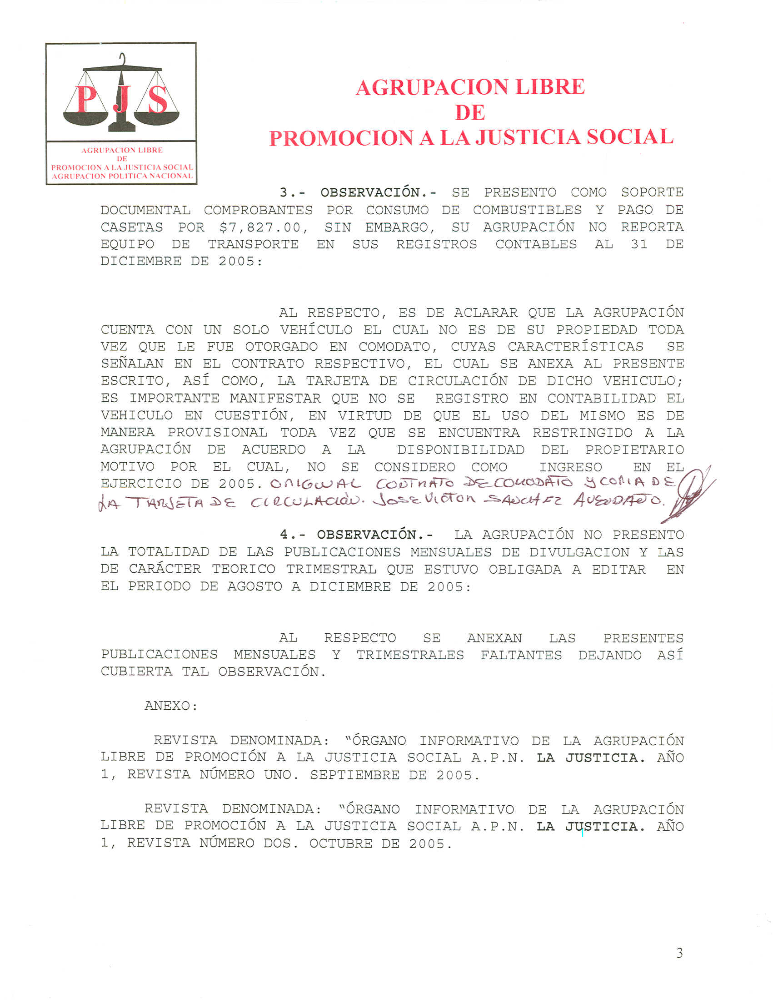 P J S
AGRUPACION LIBRE
DE
PROMOCION A LA JUSTICIA SOCIAL
AGRUPACION POLITICA NACIONAL
AGRUPACION LIBRE
DE
PROMOCION A LA JUSTICIA SOCIAL
3.- OBSERVACIÓN.- SE PRESENTO COMO SOPORTE
DOCUMENTAL COMPROBANTES POR CONSUMO DE COMBUSTIBLES Y PAGO DE
CASETAS POR $7,827.00, SIN EMBARGO, SU AGRUPACIÓN NO REPORTA
EQUIPO DE TRANSPORTE EN SUS REGISTROS CONTABLES AL 31 DE
DICIEMBRE DE 2005:
AL RESPECTO, ES DE ACLARAR QUE LA AGRUPACIÓN
CUENTA CON UN SOLO VEHÍCULO EL CUAL NO ES DE SU PROPIEDAD TODA
VEZ QUE LE FUE OTORGADO EN COMODATO, CUYAS CARACTERÍSTICAS SE
SEÑALAN EN EL CONTRATO RESPECTIVO, EL CUAL SE ANEXA AL PRESENTE
ESCRITO, ASÍ COMO, LA TARJETA DE CIRCULACIÓN DE DICHO VEHICULO;
ES IMPORTANTE MANIFESTAR QUE NO SE REGISTRO EN CONTABILIDAD EL
VEHICULO EN CUESTIÓN, EN VIRTUD DE QUE EL USO DEL MISMO ES DE
MANERA PROVISIONAL TODA VEZ QUE SE ENCUENTRA RESTRINGIDO A LA
AGRUPACIÓN DE ACUERDO A LA DISPONIBILIDAD DEL PROPIETARIO
MOTIVO POR EL CUAL, NO SE CONSIDERO COMO INGRESO EN EL
EJERCICIO DE 2005. ORIGINAL CONTRATO DE COMODATO Y COPIA DE
LA TARJETA DE CIRCULACIÓN. JOSE VICTOR SANCHEZ AVENDAÑO.
4.- OBSERVACIÓN.- LA AGRUPACIÓN NO PRESENTO
LA TOTALIDAD DE LAS PUBLICACIONES MENSUALES DE DIVULGACION Y LAS
DE CARÁCTER TEORICO TRIMESTRAL QUE ESTUVO OBLIGADA A EDITAR EN
EL PERIODO DE AGOSTO A DICIEMBRE DE 2005:
AL RESPECTO SE ANEXAN LAS PRESENTES
PUBLICACIONES MENSUALES Y TRIMESTRALES FALTANTES DEJANDO ASÍ
CUBIERTA TAL OBSERVACIÓN.
ANEXO:
REVISTA DENOMINADA: “ÓRGANO INFORMATIVO DE LA AGRUPACIÓN
LIBRE DE PROMOCIÓN A LA JUSTICIA SOCIAL A.P.N. LA JUSTICIA. AÑO
1, REVISTA NÚMERO UNO. SEPTIEMBRE DE 2005.
REVISTA DENOMINADA: “ÓRGANO INFORMATIVO DE LA AGRUPACIÓN
LIBRE DE PROMOCIÓN A LA JUSTICIA SOCIAL A.P.N. LA JUSTICIA. AÑO
1, REVISTA NÚMERO DOS. OCTUBRE DE 2005.
3